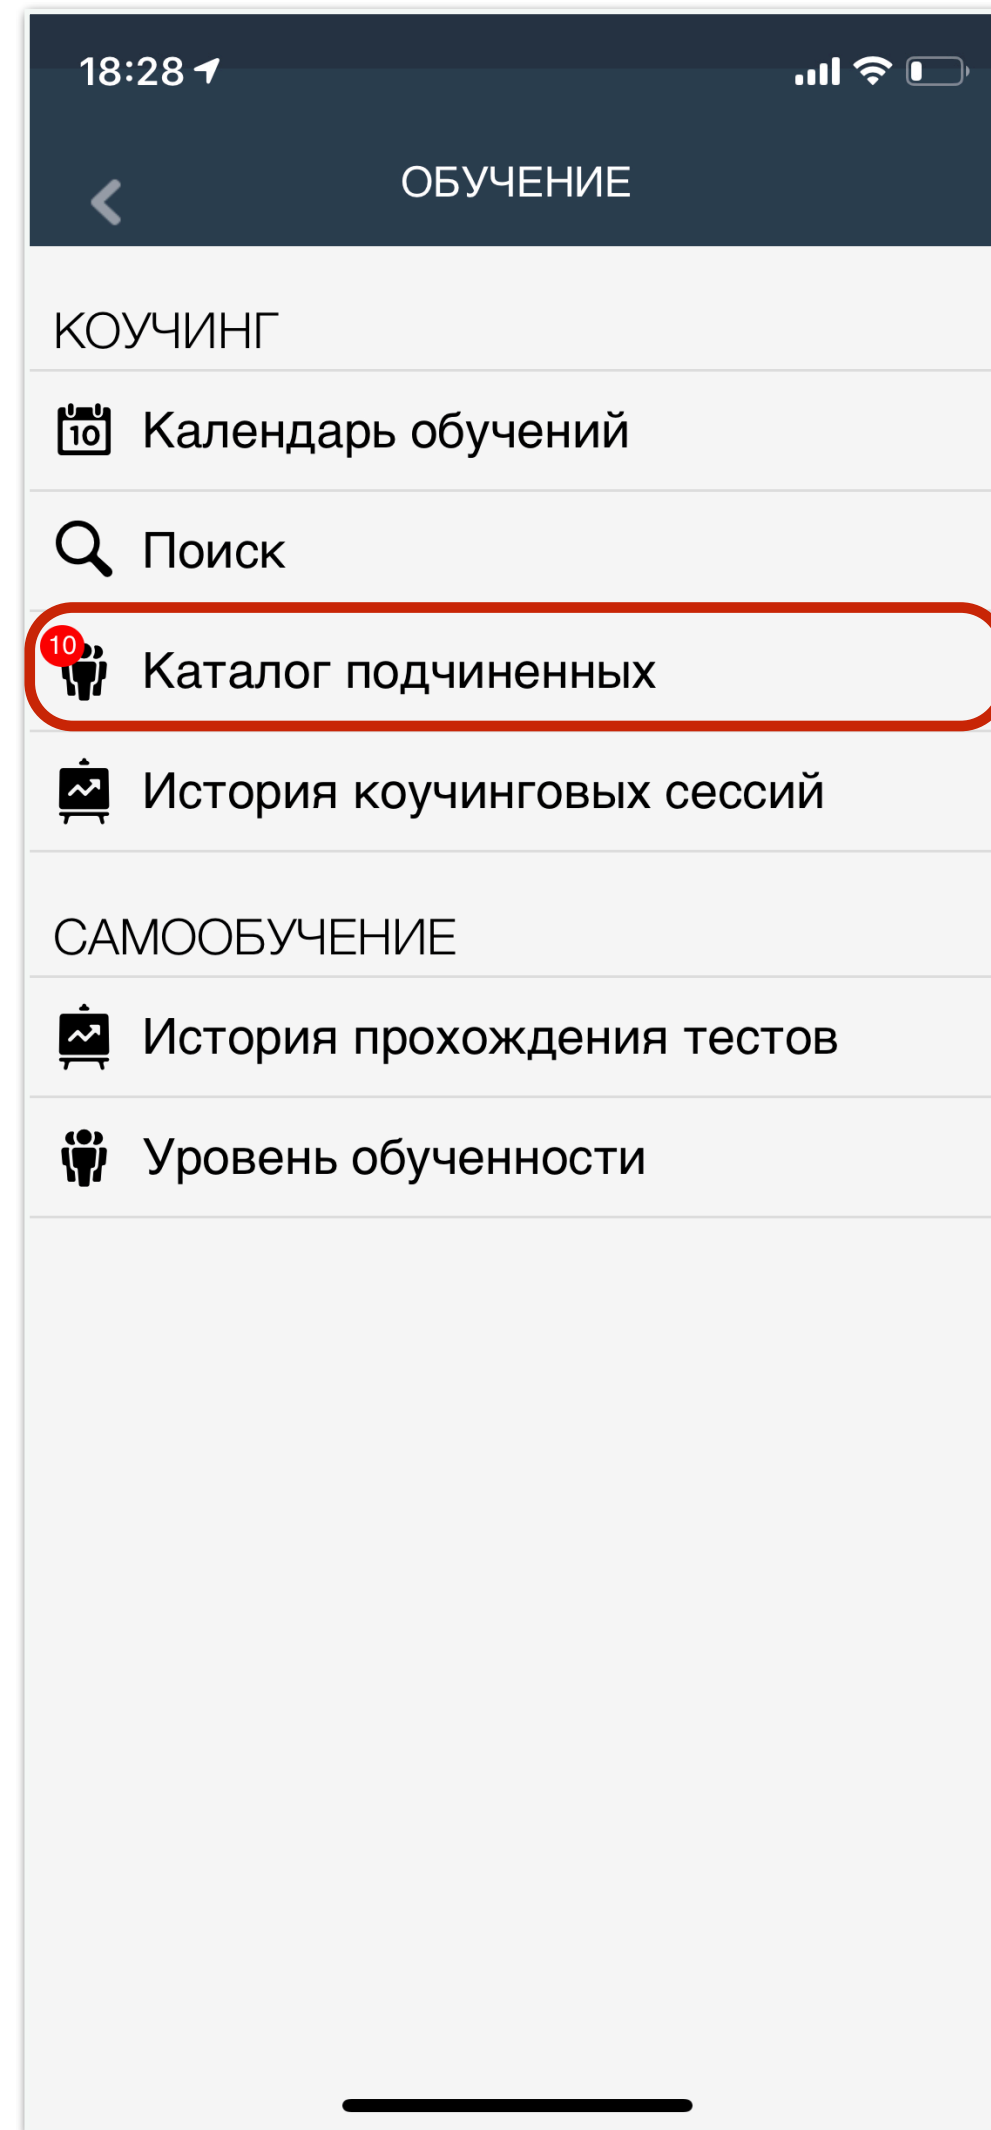 18:28
ОБУЧЕНИЕ
КОУЧИНГ
10 Календарь обучений
Поиск
10 Каталог подчиненных
История коучинговых сессий
САМООБУЧЕНИЕ
История прохождения тестов
Уровень обученности